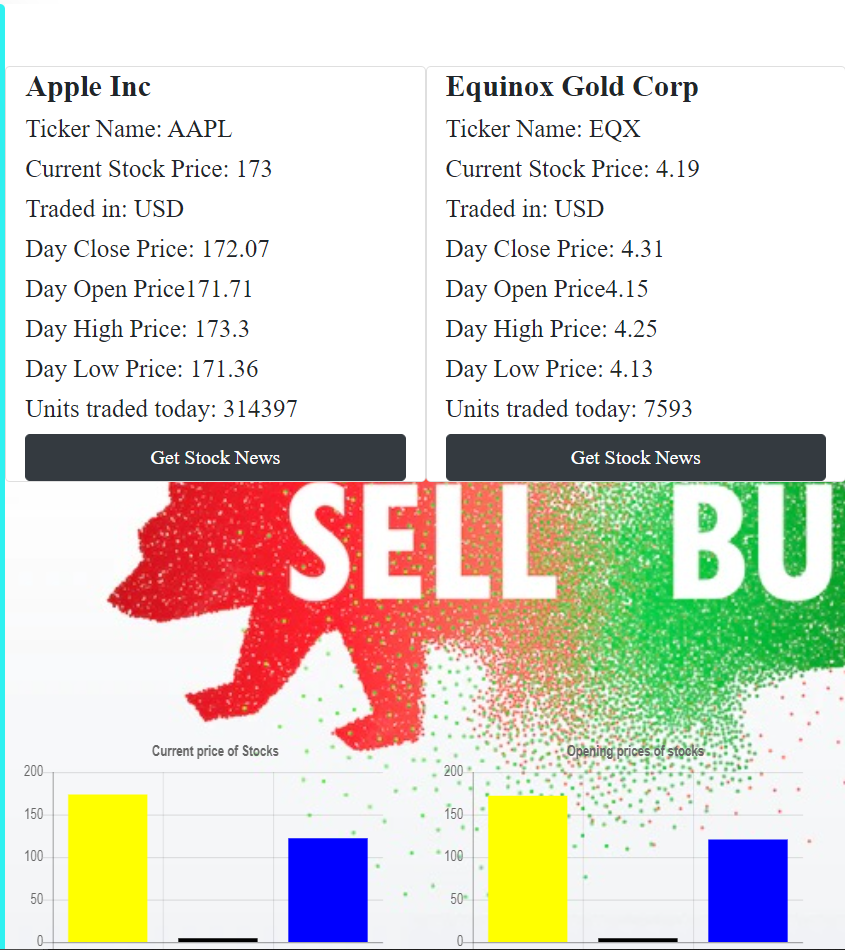 Apple Inc
Ticker Name: AAPL
Current Stock Price: 173
Traded in: USD
Day Close Price: 172.07
Day Open Price171.71
Day High Price: 173.3
Day Low Price: 171.36
Units traded today: 314397
Get Stock News
Equinox Gold Corp
Ticker Name: EQX
Current Stock Price: 4.19
Traded in: USD
Day Close Price: 4.31
Day Open Price4.15
Day High Price: 4.25
Day Low Price: 4.13
Units traded today: 7593
Get Stock News
SELL BU
Current price of Stocks
200
150
100
50
0
Opening prices of stocks
200
150
100
50
0